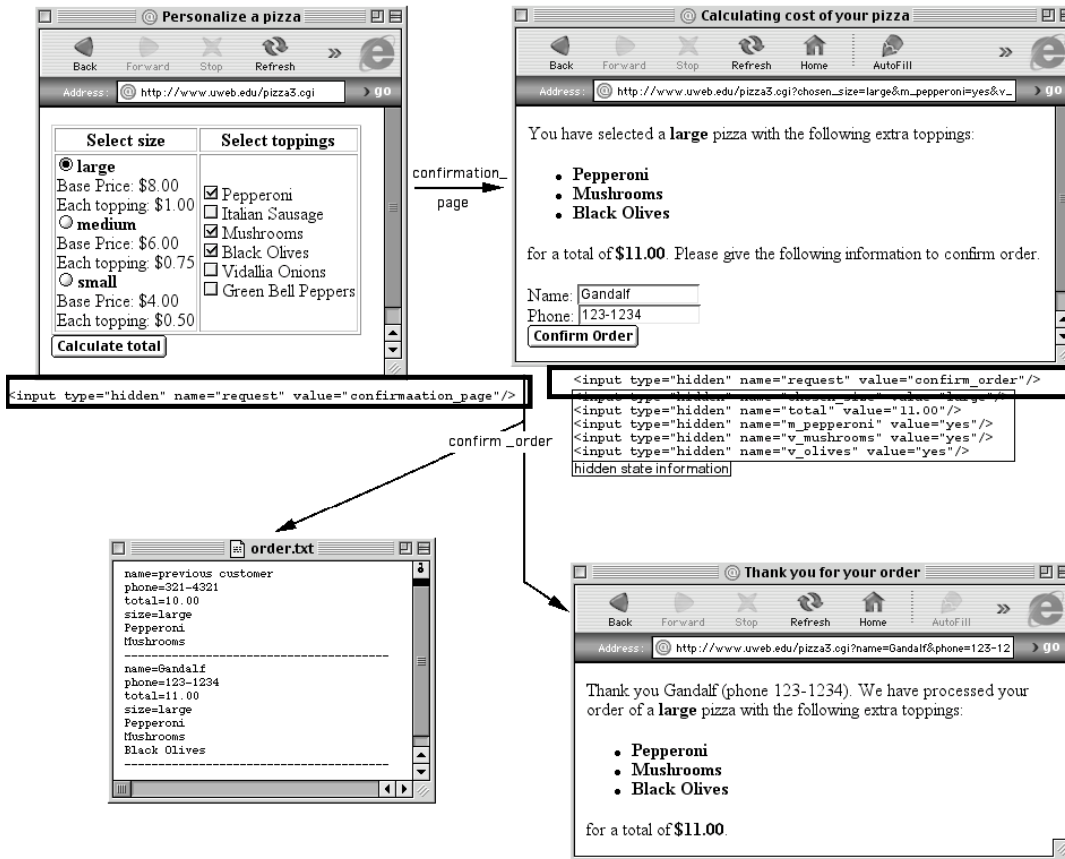 Personalize a pizza
Back Forward Stop Refresh »
Address: http://www.uweb.edu/pizza3.cgi go
Select size Select toppings
large
Base Price: $8.00
Each topping: $1.00
medium
Base Price: $6.00
Each topping: $0.75
small
Base Price: $4.00
Each topping: $0.50
Pepperoni
Italian Sausage
Mushrooms
Black Olives
Vidallia Onions
Green Bell Peppers
Calculate total
<input type="hidden" name="request" value="confirmaation_page"/>
confirmation_
page
Calculating cost of your pizza
Back Forward Stop Refresh Home AutoFill »
Address: http://www.uweb.edu/pizza3.cgi?chosen_size=large&m_pepperoni=yes&v_ go
You have selected a large pizza with the following extra toppings:
• Pepperoni
• Mushrooms
• Black Olives
for a total of $11.00. Please give the following information to confirm order.
Name: Gandalf
Phone: 123-1234
Confirm Order
<input type="hidden" name="request" value="confirm_order"/>
<input type="hidden" name="chosen_size" value="large"/>
<input type="hidden" name="total" value="11.00"/>
<input type="hidden" name="m_pepperoni" value="yes"/>
<input type="hidden" name="v_mushrooms" value="yes"/>
<input type="hidden" name="v_olives" value="yes"/>
hidden state information
confirm _order
order.txt
name=previous customer
phone=321-4321
total=10.00
size=large
Pepperoni
Mushrooms
-----------------------------------------
name=Gandalf
phone=123-1234
total=11.00
size=large
Pepperoni
Mushrooms
Black Olives
-----------------------------------------
Thank you for your order
Back Forward Stop Refresh Home AutoFill »
Address: http://www.uweb.edu/pizza3.cgi?name=Gandalf&phone=123-12 go
Thank you Gandalf (phone 123-1234). We have processed your
order of a large pizza with the following extra toppings:
• Pepperoni
• Mushrooms
• Black Olives
for a total of $11.00.